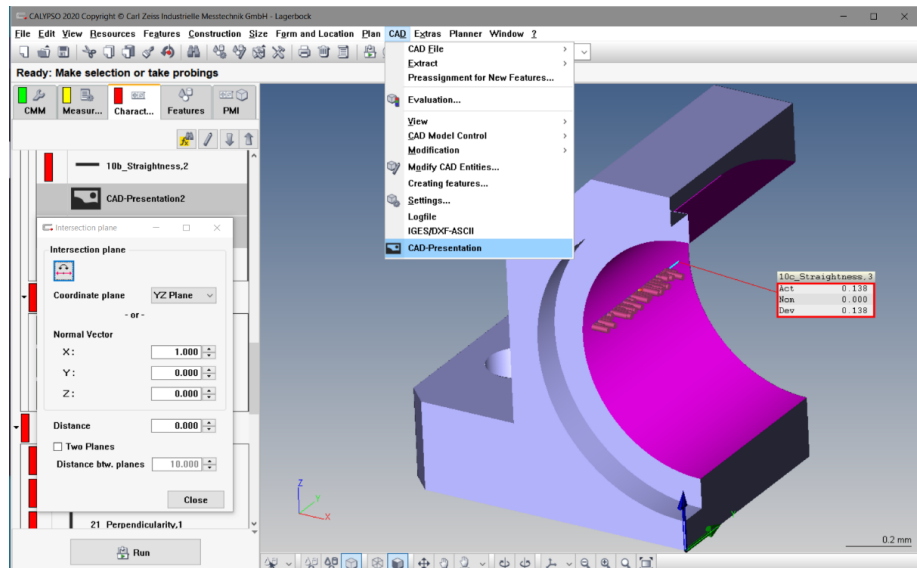 CALYPSO 2020 Copyright © Carl Zeiss Industrielle Messtechnik GmbH - Lagerbock
File Edit View Resources Features Construction Size Form and Location Plan CAD Extras Planner Window ?
Ready: Make selection or take probings
CMM Measur... Charact... Features PMI
10b_Straightness,2
CAD-Presentation2
Intersection plane
Intersection plane
Coordinate plane YZ Plane
- or -
Normal Vector
X: 1.000
Y: 0.000
Z: 0.000
Distance 0.000
Two Planes
Distance btw. planes 10.000
Close
21 Perpendicularity,1
Run
CAD File
Extract
Preassignment for New Features...
Evaluation...
View
CAD Model Control
Modification
Modify CAD Entities...
Creating features...
Settings...
Logfile
IGES/DXF-ASCII
CAD-Presentation
10c_Straightness,3
Act 0.138
Nom 0.000
Dev 0.138
Z
Y
X
0.2 mm